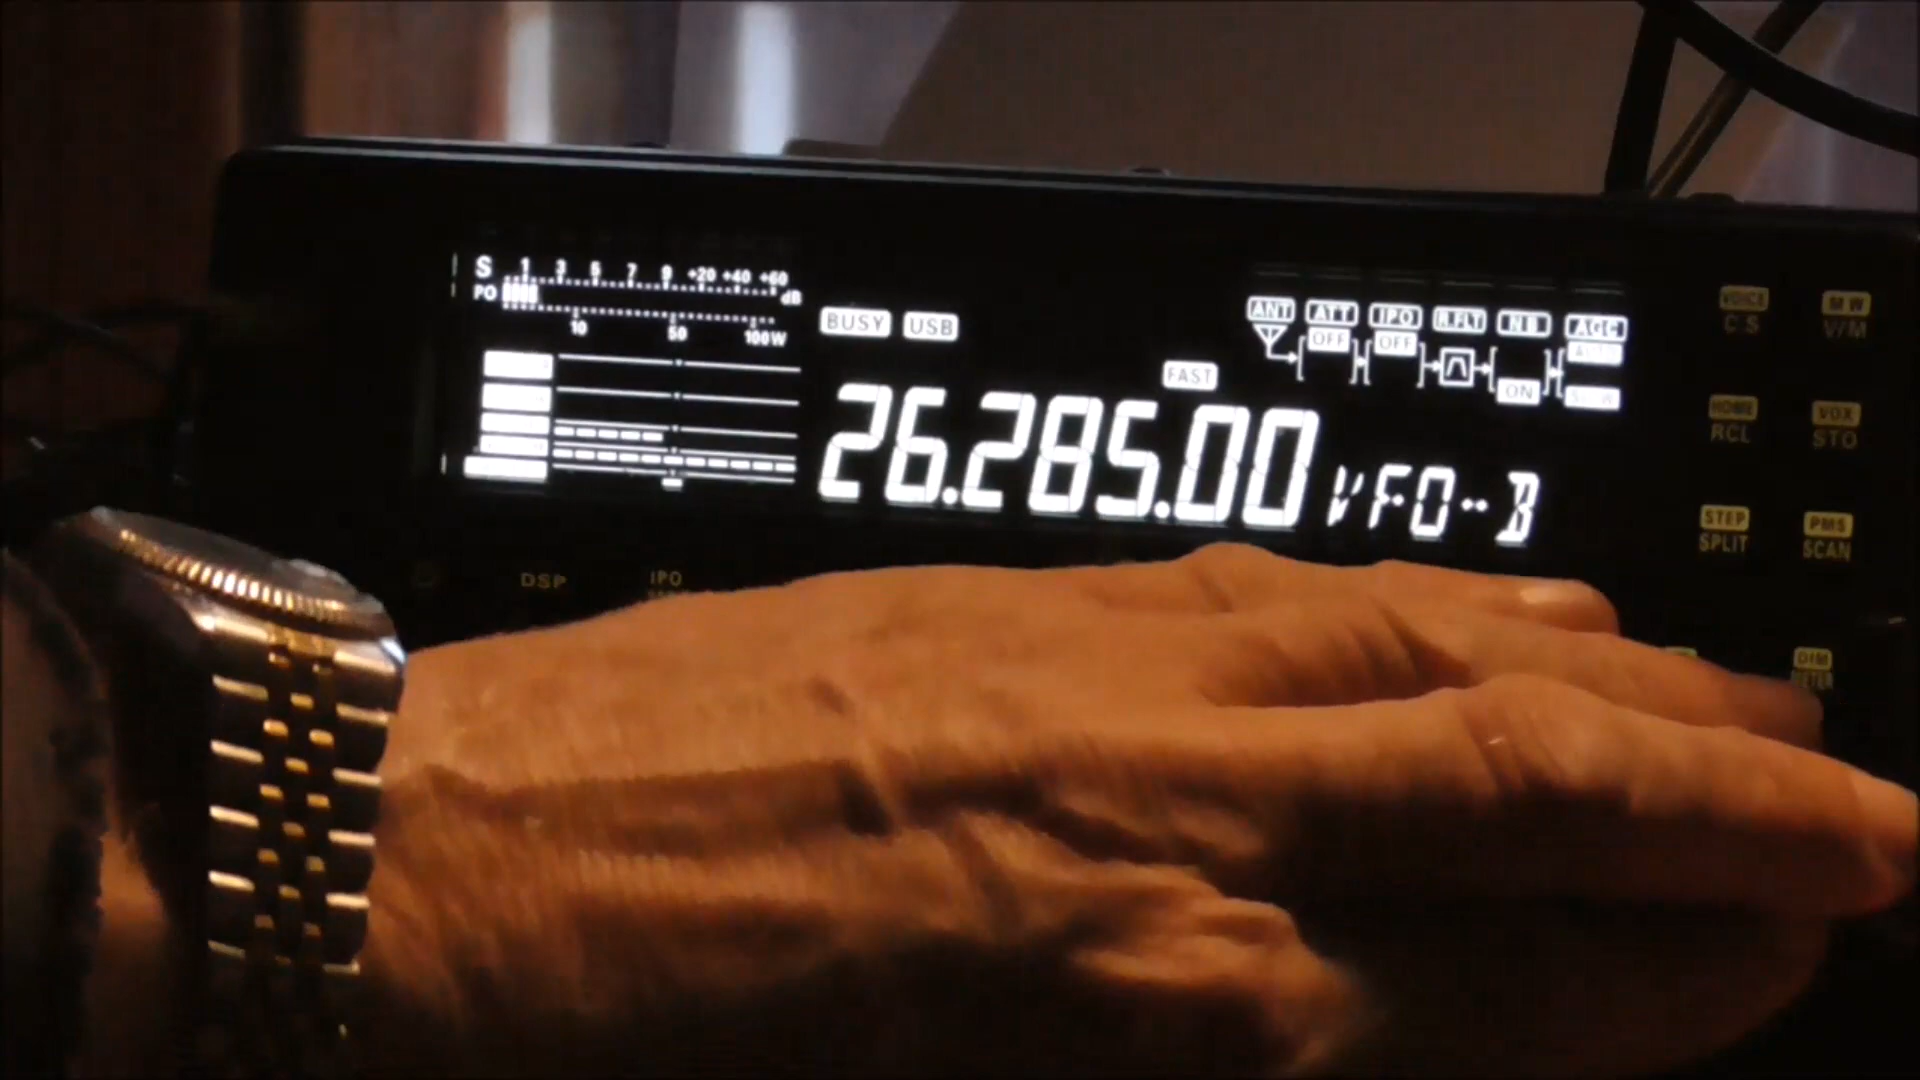 S 1 3 5 7 9 +20 +40 +60 dB
PO 10 50 100W
BUSY USB
FAST
ANT ATT IPO R.FLT NB AGC
OFF OFF
ON
26.285.00 VFO-B
VOICE MW
C.S V/M
HOME VOX
RCL STO
STEP PMS
SPLIT SCAN
DSP IPO
DIM
METER